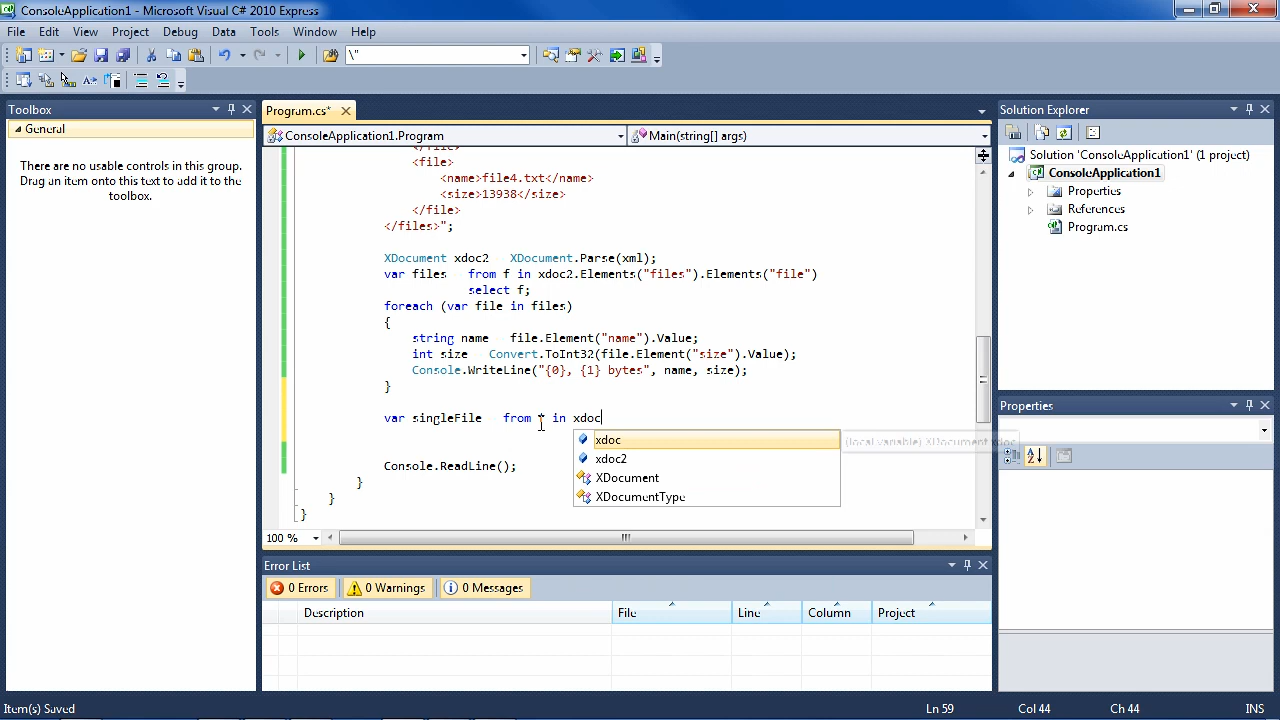 ConsoleApplication1 - Microsoft Visual C# 2010 Express
File Edit View Project Debug Data Tools Window Help
\"
Toolbox
General
There are no usable controls in this group.
Drag an item onto this text to add it to the
toolbox.
Program.cs*
ConsoleApplication1.Program
Main(string[] args)
</file>
<file>
<name>file4.txt</name>
<size>13938</size>
</file>
</files>";
XDocument xdoc2 = XDocument.Parse(xml);
var files = from f in xdoc2.Elements("files").Elements("file")
select f;
foreach (var file in files)
{
string name = file.Element("name").Value;
int size = Convert.ToInt32(file.Element("size").Value);
Console.WriteLine("{0}, {1} bytes", name, size);
}
var singleFile = from f in xdoc
xdoc
xdoc2
XDocument
XDocumentType
(local variable) XDocument xdoc
Console.ReadLine();
}
}
}
100 %
Error List
0 Errors
0 Warnings
0 Messages
Description File Line Column Project
Solution Explorer
Solution 'ConsoleApplication1' (1 project)
ConsoleApplication1
Properties
References
Program.cs
Properties
Item(s) Saved
Ln 59 Col 44 Ch 44 INS